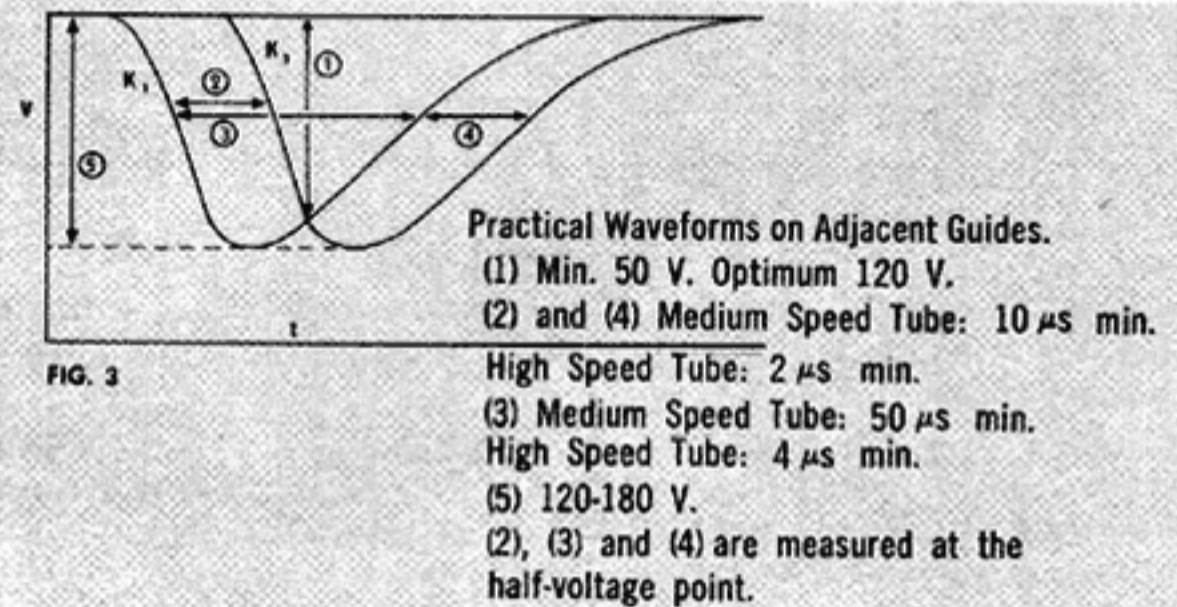 K₁
②
K₂
①
V
③
④
⑤
t
FIG. 3
Practical Waveforms on Adjacent Guides.
(1) Min. 50 V. Optimum 120 V.
(2) and (4) Medium Speed Tube: 10 μs min.
High Speed Tube: 2 μs min.
(3) Medium Speed Tube: 50 μs min.
High Speed Tube: 4 μs min.
(5) 120-180 V.
(2), (3) and (4) are measured at the
half-voltage point.